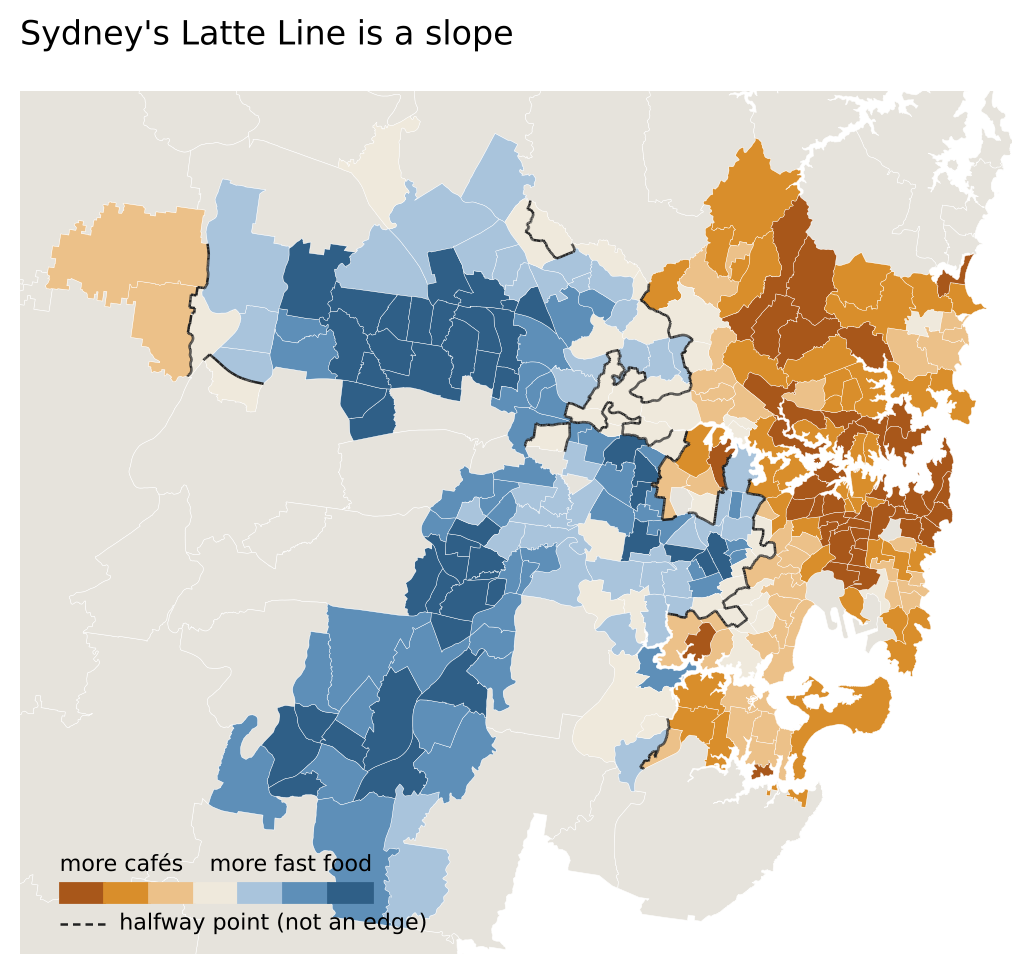 Sydney's Latte Line is a slope
more cafés more fast food
halfway point (not an edge)